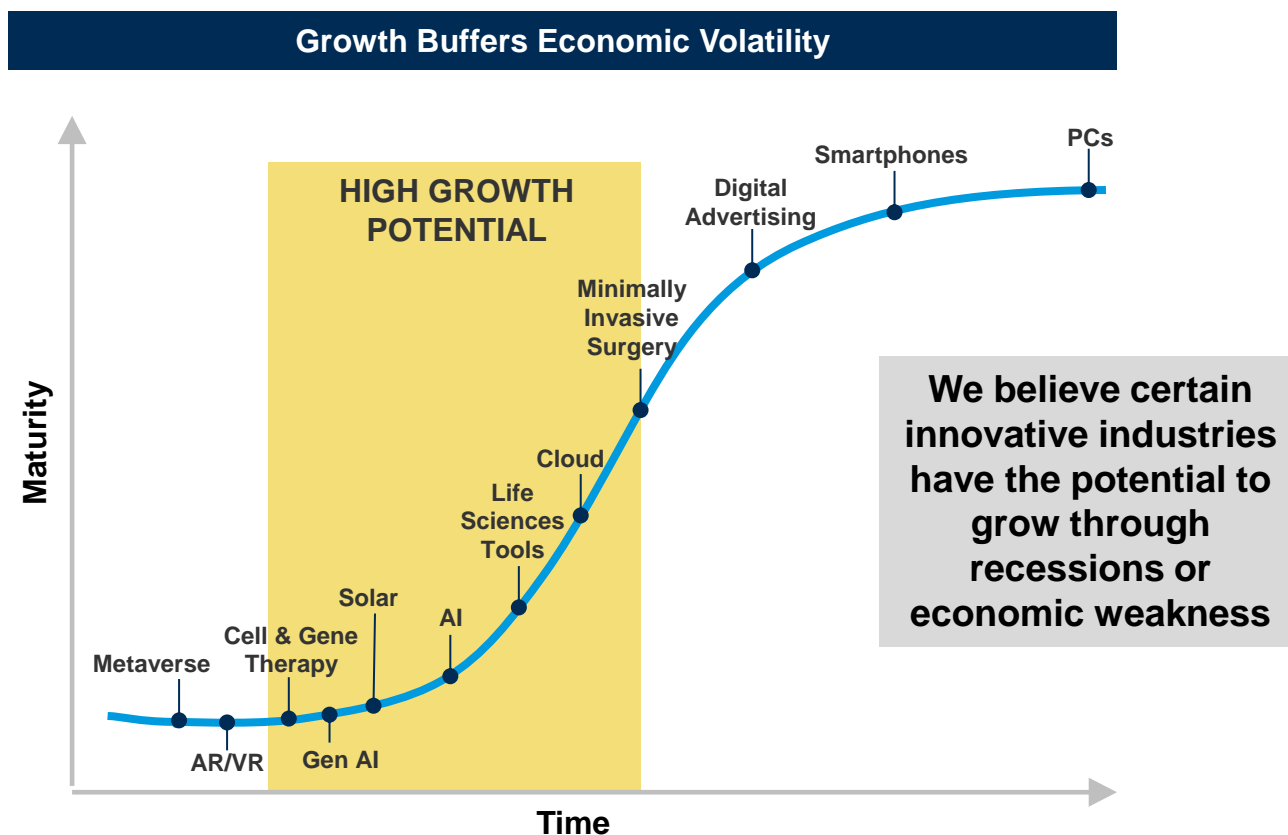 Growth Buffers Economic Volatility
HIGH GROWTH
POTENTIAL
PCs
Smartphones
Digital
Advertising
Minimally
Invasive
Surgery
Cloud
Life
Sciences
Tools
AI
Solar
Cell & Gene
Therapy
Metaverse
AR/VR
Gen AI
Maturity
Time
We believe certain
innovative industries
have the potential to
grow through
recessions or
economic weakness